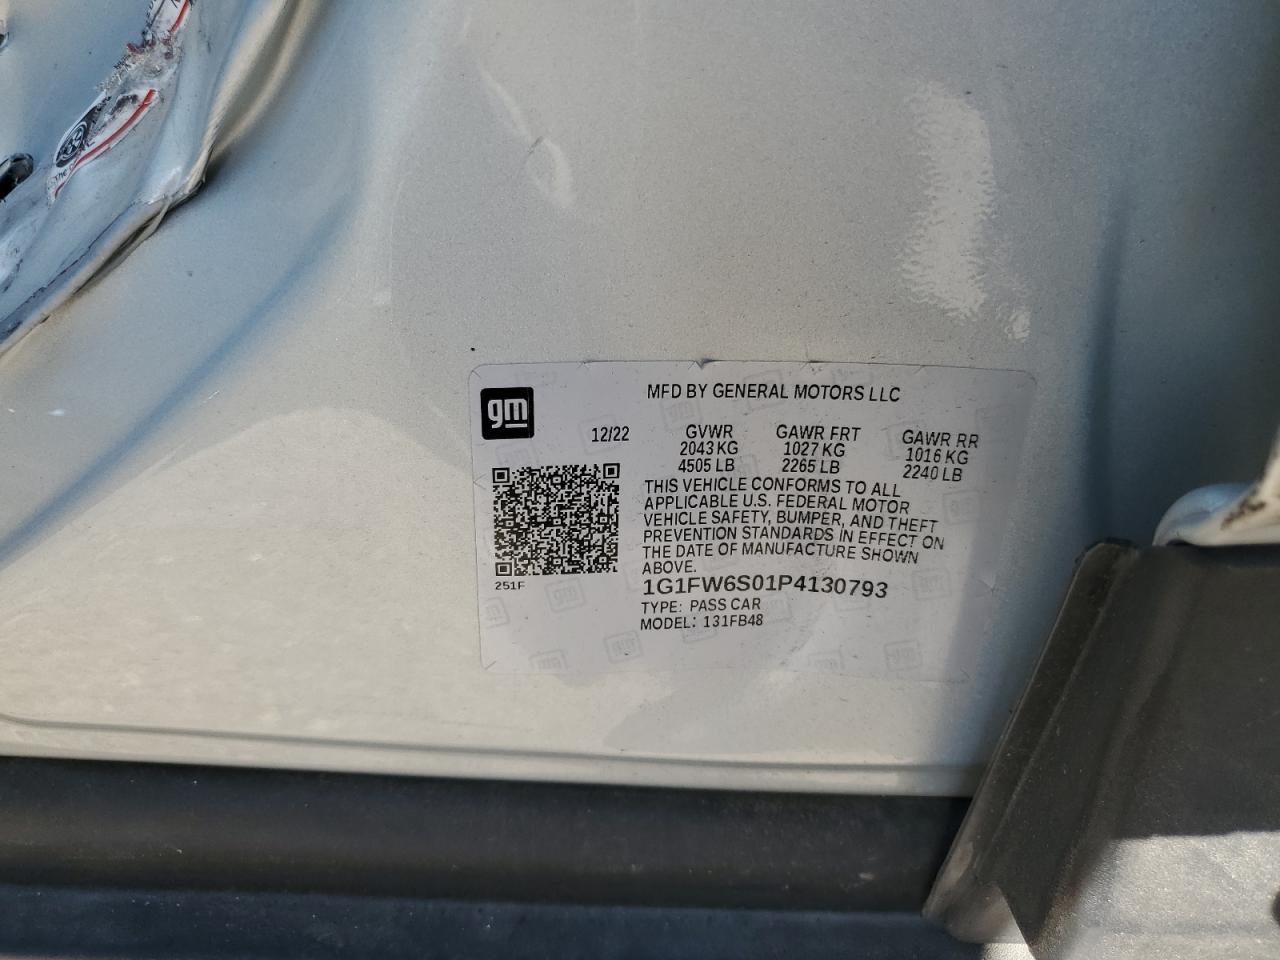 gm
MFD BY GENERAL MOTORS LLC
12/22
GVWR
2043 KG
4505 LB
GAWR FRT
1027 KG
2265 LB
GAWR RR
1016 KG
2240 LB
THIS VEHICLE CONFORMS TO ALL
APPLICABLE U.S. FEDERAL MOTOR
VEHICLE SAFETY, BUMPER, AND THEFT
PREVENTION STANDARDS IN EFFECT ON
THE DATE OF MANUFACTURE SHOWN
ABOVE.
251F
1G1FW6S01P4130793
TYPE: PASS CAR
MODEL: 131FB48